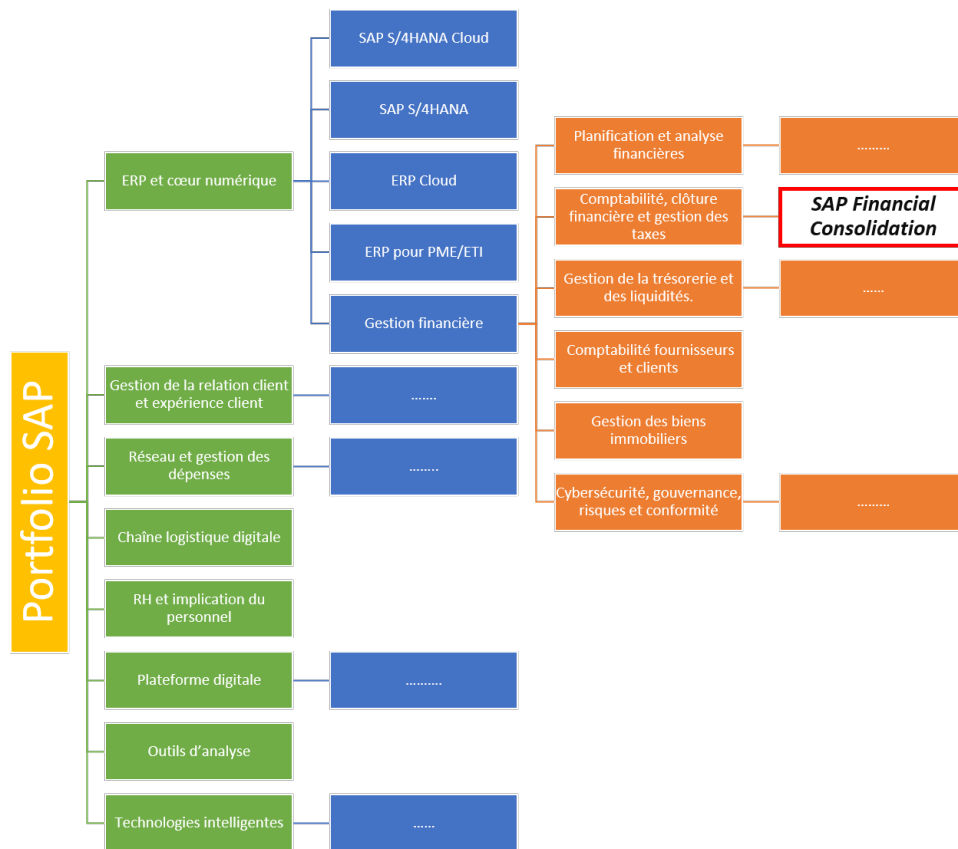 Portfolio SAP
ERP et cœur numérique
SAP S/4HANA Cloud
SAP S/4HANA
ERP Cloud
ERP pour PME/ETI
Gestion financière
Planification et analyse
financières
.........
Comptabilité, clôture
financière et gestion des
taxes
SAP Financial
Consolidation
Gestion de la trésorerie et
des liquidités.
......
Comptabilité fournisseurs
et clients
Gestion des biens
immobiliers
Cybersécurité, gouvernance,
risques et conformité
.........
Gestion de la relation client
et expérience client
.......
Réseau et gestion des
dépenses
........
Chaîne logistique digitale
RH et implication du
personnel
Plateforme digitale
..........
Outils d’analyse
Technologies intelligentes
......